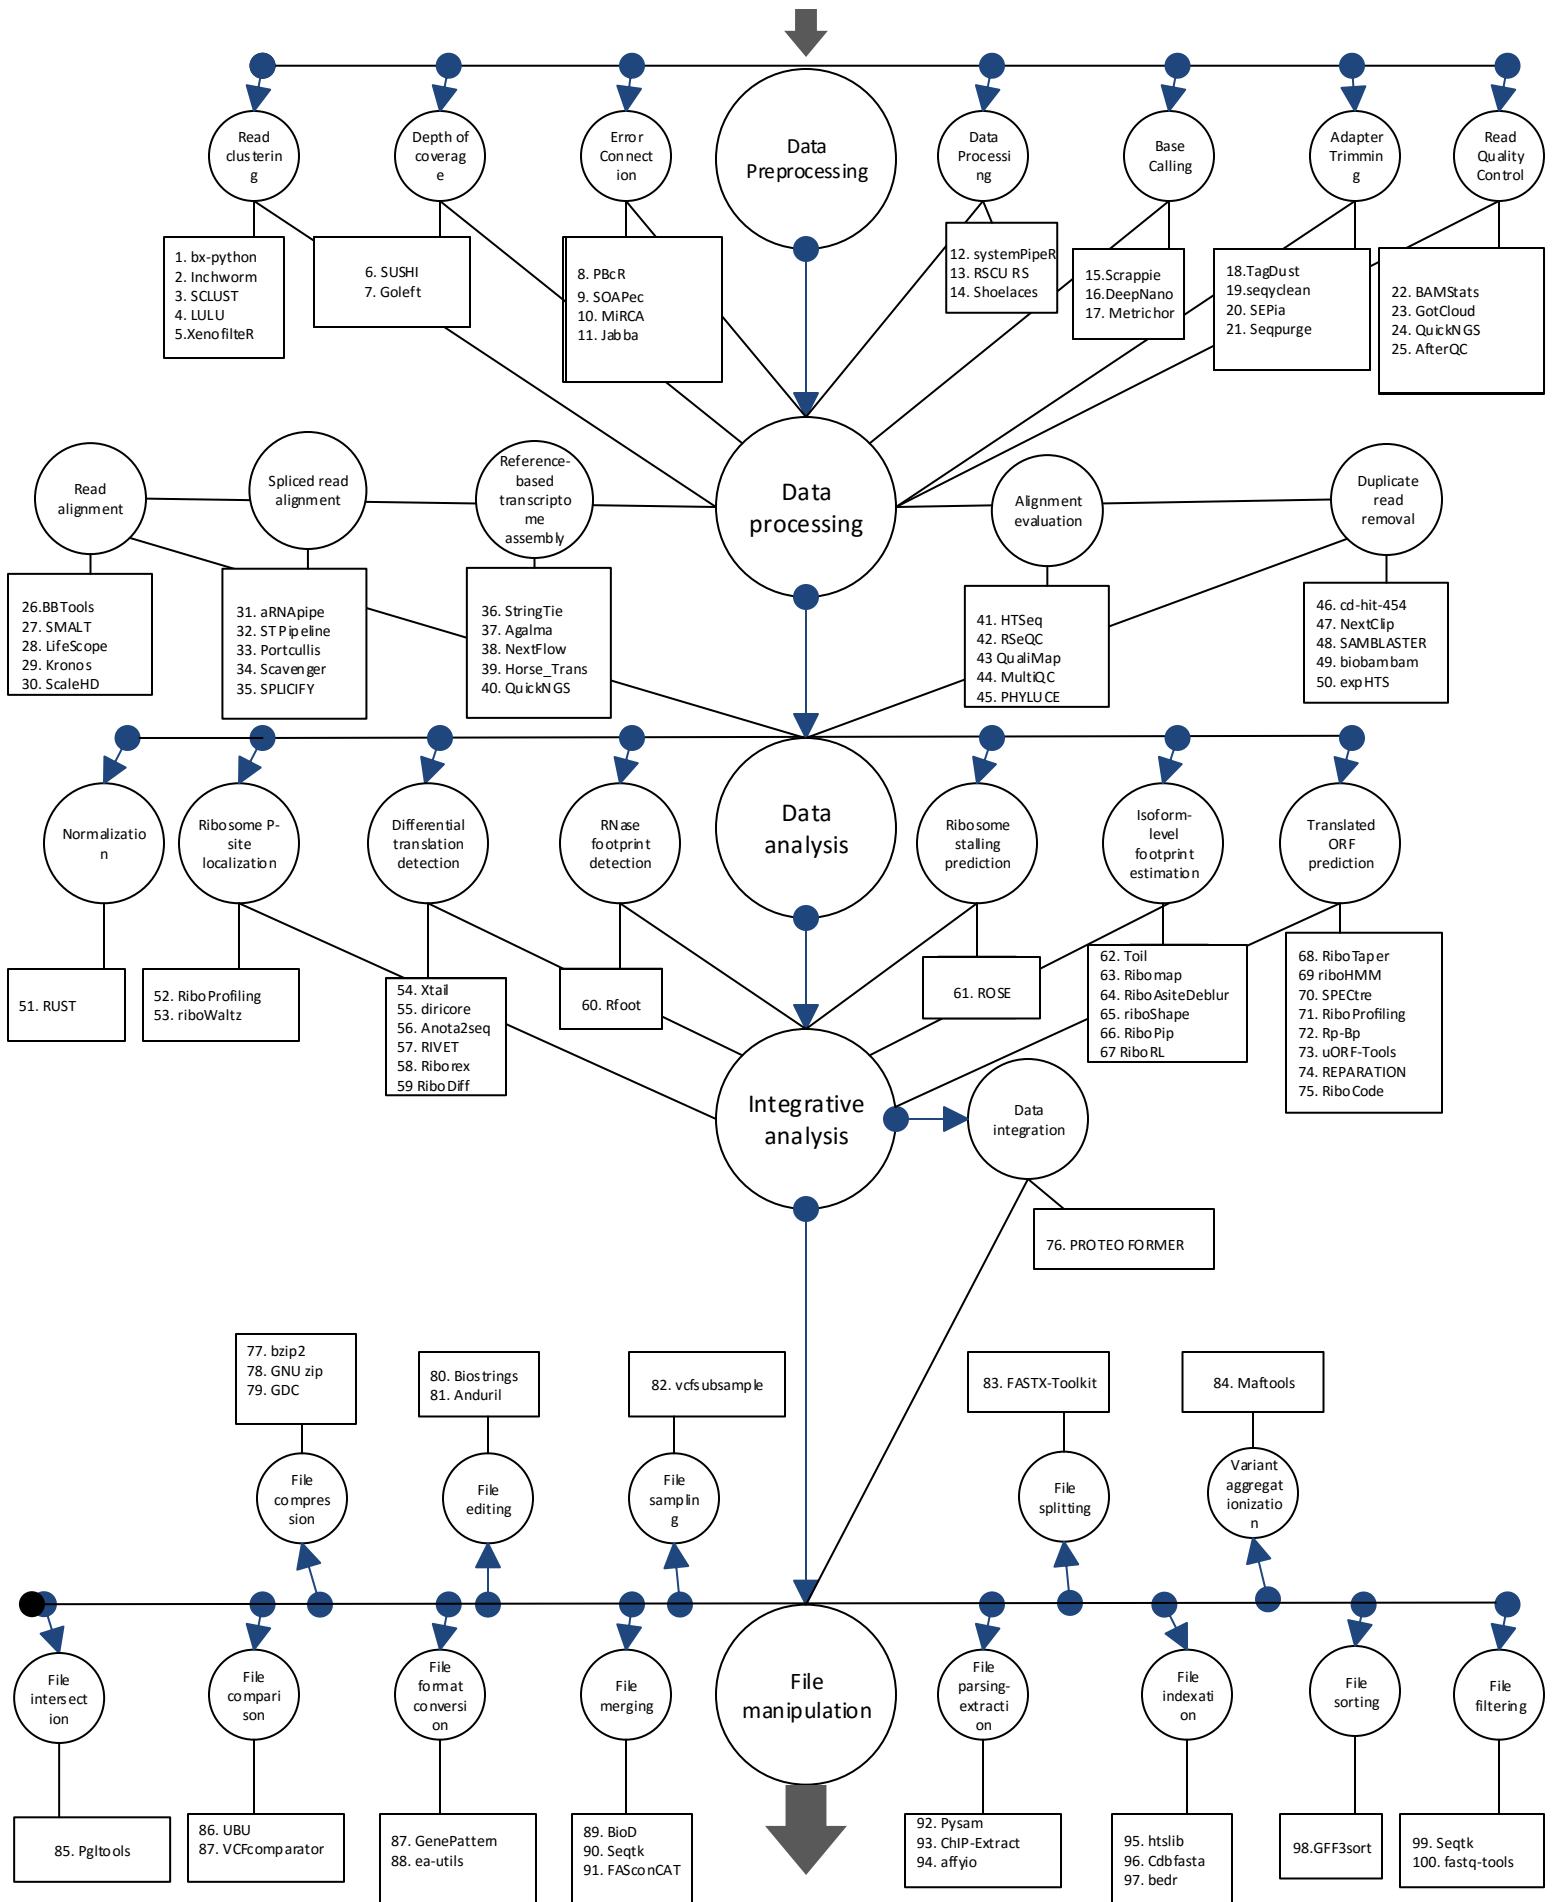 Read
clusterin
g
Depth of
coverag
e
Error
Connect
ion
Data
Preprocessing
Data
Processi
ng
Base
Calling
Adapter
Trimmin
g
Read
Quality
Control
1. bx-python
2. Inchworm
3. SCLUST
4. LULU
5.XenofilteR
6. SUSHI
7. Goleft
8. PBcR
9. SOAPec
10. MiRCA
11. Jabba
12. systemPipeR
13. RSCU RS
14. Shoelaces
15.Scrappie
16.DeepNano
17. Metrichor
18.TagDust
19.seqyclean
20. SEPia
21. Seqpurge
22. BAMStats
23. GotCloud
24. QuickNGS
25. AfterQC
Read
alignment
Spliced read
alignment
Reference-
based
transcripto
me
assembly
Data
processing
Alignment
evaluation
Duplicate
read
removal
26.BBTools
27. SMALT
28. LifeScope
29. Kronos
30. ScaleHD
31. aRNApipe
32. STPipeline
33. Portcullis
34. Scavenger
35. SPLICIFY
36. StringTie
37. Agalma
38. NextFlow
39. Horse_Trans
40. QuickNGS
41. HTSeq
42. RSeQC
43 QualiMap
44. MultiQC
45. PHYLUCE
46. cd-hit-454
47. NextClip
48. SAMBLASTER
49. biobambam
50. expHTS
Normalizatio
n
Ribosome P-
site
localization
Differential
translation
detection
RNase
footprint
detection
Data
analysis
Ribosome
stalling
prediction
Isoform-
level
footprint
estimation
Translated
ORF
prediction
51. RUST
52. RiboProfiling
53. riboWaltz
54. Xtail
55. diricore
56. Anota2seq
57. RIVET
58. Riborex
59 RiboDiff
60. Rfoot
61. ROSE
62. Toil
63. Ribomap
64. RiboAsiteDeblur
65. riboShape
66. RiboPip
67 RiboRL
68. RiboTaper
69 riboHMM
70. SPECtre
71. RiboProfiling
72. Rp-Bp
73. uORF-Tools
74. REPARATION
75. RiboCode
Integrative
analysis
Data
integration
76. PROTEO FORMER
77. bzip2
78. GNU zip
79. GDC
80. Biostrings
81. Anduril
82. vcfsubsample
83. FASTX-Toolkit
84. Maftools
File
compres
sion
File
editing
File
samplin
g
File
splitting
Variant
aggregat
ionizatio
n
File
intersect
ion
File
compari
son
File
format
conversi
on
File
merging
File
manipulation
File
parsing-
extracti
on
File
indexati
on
File
sorting
File
filtering
85. Pgltools
86. UBU
87. VCFcomparator
87. GenePattern
88. ea-utils
89. BioD
90. Seqtk
91. FASconCAT
92. Pysam
93. ChIP-Extract
94. affyio
95. htslib
96. Cdbfasta
97. bedr
98.GFF3sort
99. Seqtk
100. fastq-tools